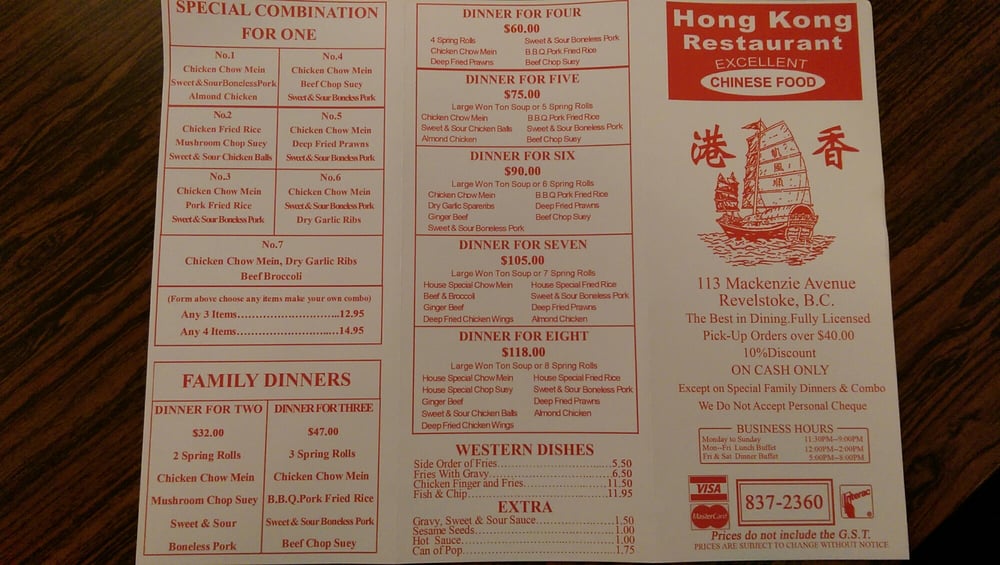 SPECIAL COMBINATION
FOR ONE
No.1
Chicken Chow Mein
Sweet & Sour Boneless Pork
Almond Chicken
No.4
Chicken Chow Mein
Beef Chop Suey
Sweet & Sour Boneless Pork
No.2
Chicken Fried Rice
Mushroom Chop Suey
Sweet & Sour Chicken Balls
No.5
Chicken Chow Mein
Deep Fried Prawns
Sweet & Sour Boneless Pork
No.3
Chicken Chow Mein
Pork Fried Rice
Sweet & Sour Boneless Pork
No.6
Chicken Chow Mein
Sweet & Sour Boneless Pork
Dry Garlic Ribs
No.7
Chicken Chow Mein, Dry Garlic Ribs
Beef Broccoli
(Form above choose any items make your own combo)
Any 3 Items..........................12.95
Any 4 Items..........................14.95
FAMILY DINNERS
DINNER FOR TWO
$32.00
2 Spring Rolls
Chicken Chow Mein
Mushroom Chop Suey
Sweet & Sour
Boneless Pork
DINNER FOR THREE
$47.00
3 Spring Rolls
Chicken Chow Mein
B.B.Q.Pork Fried Rice
Sweet & Sour Boneless Pork
Beef Chop Suey
DINNER FOR FOUR
$60.00
4 Spring Rolls Sweet & Sour Boneless Pork
Chicken Chow Mein B.B.Q.Pork Fried Rice
Deep Fried Prawns Beef Chop Suey
DINNER FOR FIVE
$75.00
Large Won Ton Soup or 5 Spring Rolls
Chicken Chow Mein B.B.Q.Pork Fried Rice
Sweet & Sour Chicken Balls Sweet & Sour Boneless Pork
Almond Chicken Beef Chop Suey
DINNER FOR SIX
$90.00
Large Won Ton Soup or 6 Spring Rolls
Chicken Chow Mein B.B.Q.Pork Fried Rice
Dry Garlic Spareribs Deep Fried Prawns
Ginger Beef Beef Chop Suey
Sweet & Sour Boneless Pork
DINNER FOR SEVEN
$105.00
Large Won Ton Soup or 7 Spring Rolls
House Special Chow Mein House Special Fried Rice
Beef & Broccoli Sweet & Sour Boneless Pork
Ginger Beef Deep Fried Prawns
Deep Fried Chicken Wings Almond Chicken
DINNER FOR EIGHT
$118.00
Large Won Ton Soup or 8 Spring Rolls
House Special Chow Mein House Special Fried Rice
House Special Chop Suey Sweet & Sour Boneless Pork
Ginger Beef Deep Fried Prawns
Sweet & Sour Chicken Balls Almond Chicken
Deep Fried Chicken Wings
WESTERN DISHES
Side Order of Fries..........................5.50
Fries With Gravy..........................6.50
Chicken Finger and Fries..........................11.50
Fish & Chip..........................11.95
EXTRA
Gravy, Sweet & Sour Sauce..........................1.50
Sesame Seeds..........................1.00
Hot Sauce..........................1.00
Can of Pop..........................1.75
Hong Kong
Restaurant
EXCELLENT
CHINESE FOOD
港 香
帆風順
113 Mackenzie Avenue
Revelstoke, B.C.
The Best in Dining.Fully Licensed
Pick-Up Orders over $40.00
10%Discount
ON CASH ONLY
Except on Special Family Dinners & Combo
We Do Not Accept Personal Cheque
BUSINESS HOURS
Monday to Sunday 11:30PM--9:00PM
Mon--Fri Lunch Buffet 12:00PM--2:00PM
Fri & Sat Dinner Buffet 5:00PM--8:00PM
VISA
MasterCard
837-2360
Interac
Prices do not include the G.S.T.
PRICES ARE SUBJECT TO CHANGE WITHOUT NOTICE